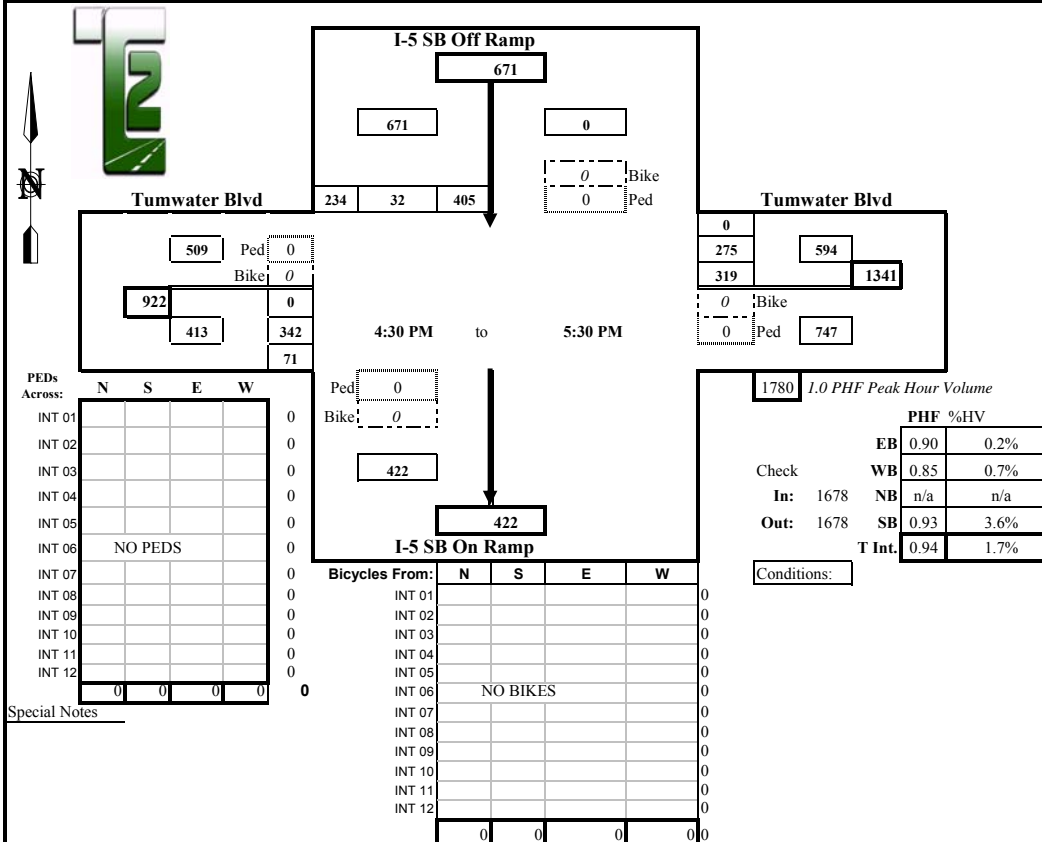 T2
I-5 SB Off Ramp
671
671 0
0 Bike
0 Ped
N
Tumwater Blvd 234 32 405 Tumwater Blvd
0
509 Ped 0 275 594
Bike 0 319 1341
922 0 0 Bike
413 342 4:30 PM to 5:30 PM 0 Ped 747
71
PEDs Across: N S E W
Ped 0 1780 1.0 PHF Peak Hour Volume
INT 01 0 Bike 0 PHF %HV
INT 02 0 EB 0.90 0.2%
INT 03 0 422 Check WB 0.85 0.7%
INT 04 0 In: 1678 NB n/a n/a
INT 05 0 422 Out: 1678 SB 0.93 3.6%
INT 06 NO PEDS 0 I-5 SB On Ramp T Int. 0.94 1.7%
INT 07 0 Bicycles From: N S E W Conditions:
INT 08 0 INT 01 0
INT 09 0 INT 02 0
INT 10 0 INT 03 0
INT 11 0 INT 04 0
INT 12 0 INT 05 0
0 0 0 0 0 INT 06 NO BIKES 0
Special Notes INT 07 0
INT 08 0
INT 09 0
INT 10 0
INT 11 0
INT 12 0
0 0 0 0 0